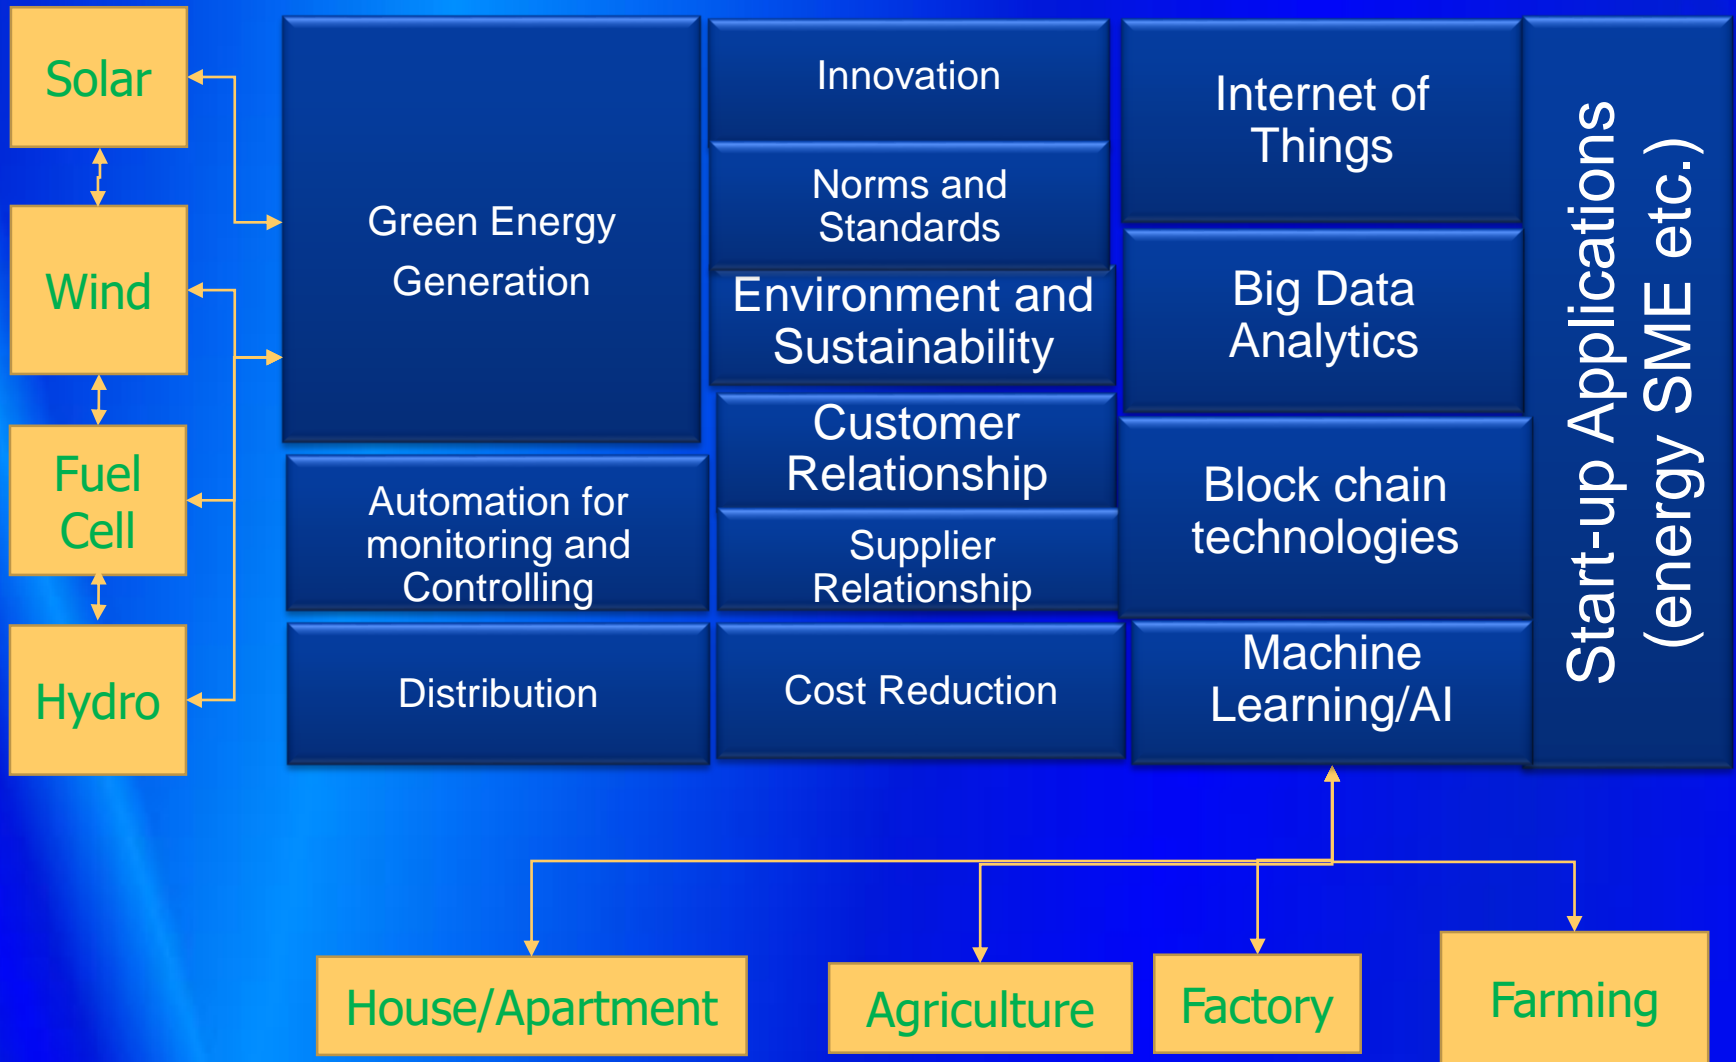 Solar
Wind
Fuel
Cell
Hydro
Green Energy
Generation
Automation for
monitoring and
Controlling
Distribution
Innovation
Norms and
Standards
Environment and
Sustainability
Customer
Relationship
Supplier
Relationship
Cost Reduction
Internet of
Things
Big Data
Analytics
Block chain
technologies
Machine
Learning/AI
Start-up Applications
(energy SME etc.)
House/Apartment
Agriculture
Factory
Farming